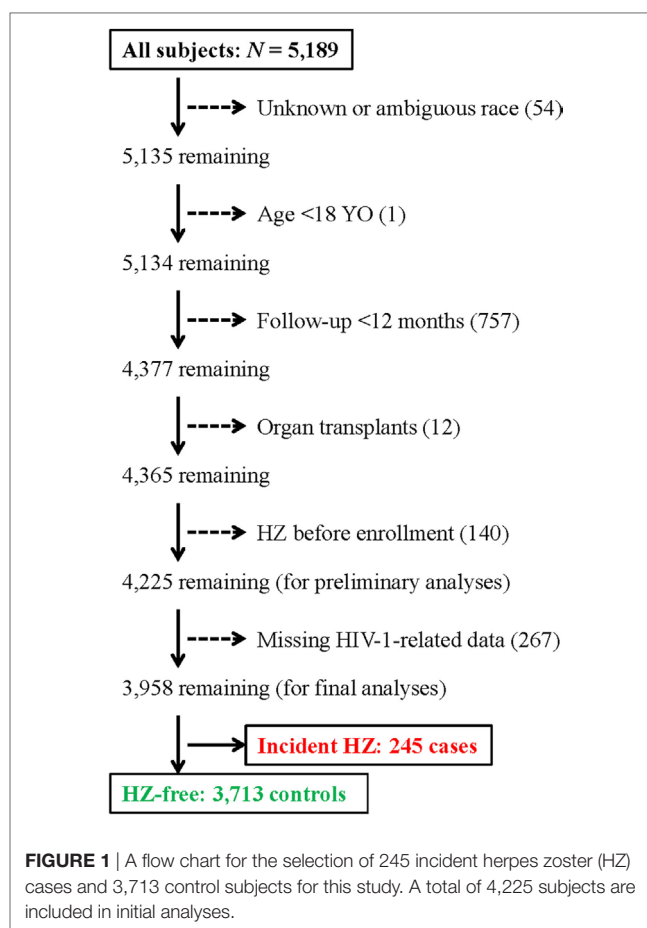 All subjects: N = 5,189
Unknown or ambiguous race (54)
5,135 remaining
Age <18 YO (1)
5,134 remaining
Follow-up <12 months (757)
4,377 remaining
Organ transplants (12)
4,365 remaining
HZ before enrollment (140)
4,225 remaining (for preliminary analyses)
Missing HIV-1-related data (267)
3,958 remaining (for final analyses)
Incident HZ: 245 cases
HZ-free: 3,713 controls
FIGURE 1 | A flow chart for the selection of 245 incident herpes zoster (HZ)
cases and 3,713 control subjects for this study. A total of 4,225 subjects are
included in initial analyses.